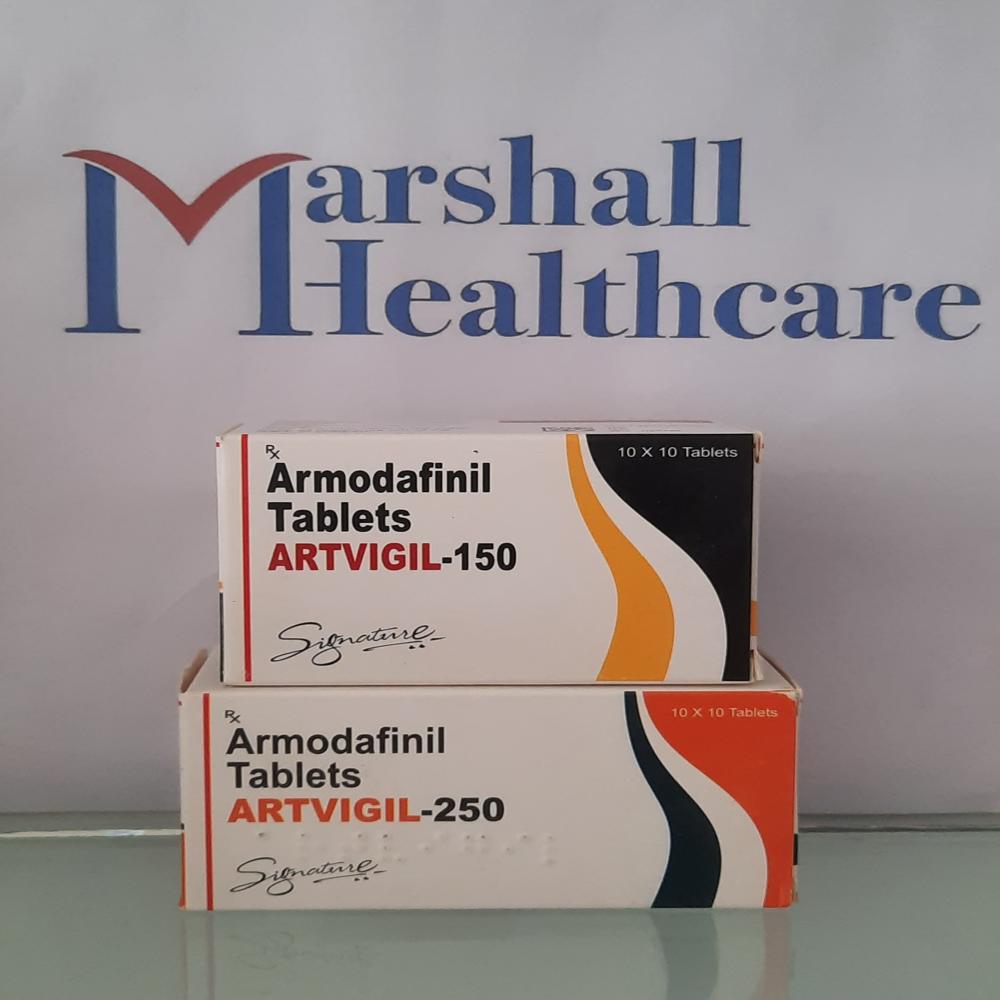 Marshall
Healthcare
Rx
10 X 10 Tablets
Armodafinil
Tablets
ARTVIGIL-150
Signature
Rx
10 X 10 Tablets
Armodafinil
Tablets
ARTVIGIL-250
Signature